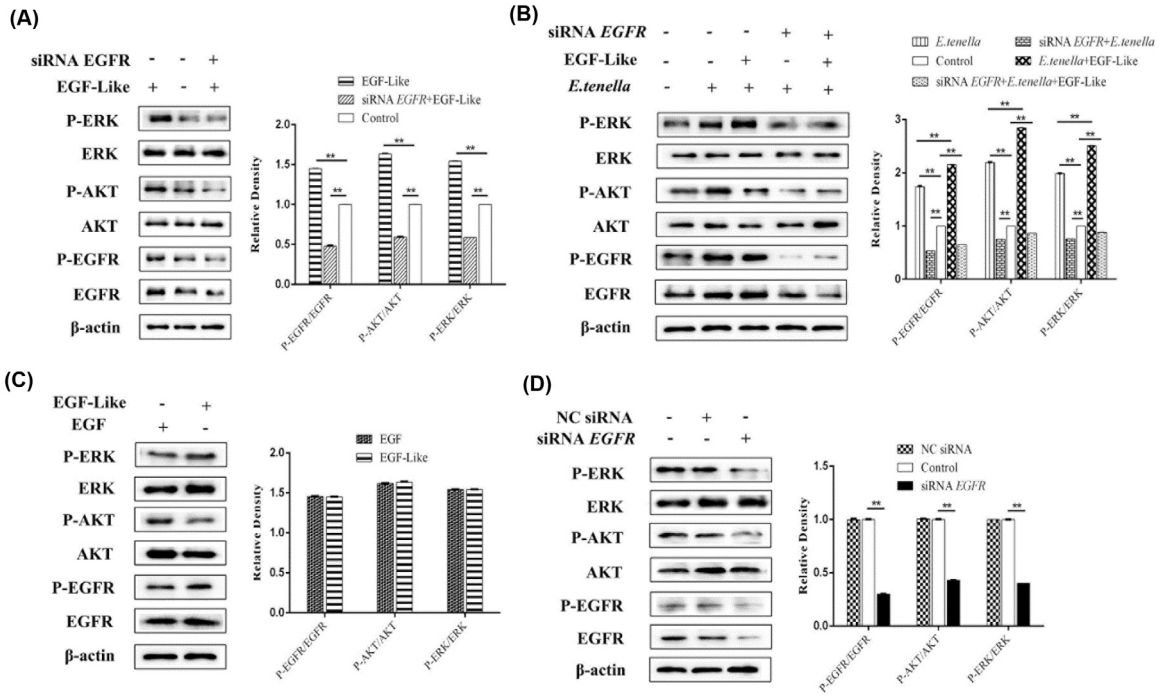 (A)
siRNA EGFR - - +
EGF-Like + - +
P-ERK
ERK
P-AKT
AKT
P-EGFR
EGFR
β-actin
EGF-Like
siRNA EGFR+EGF-Like
Control
Relative Density
2.0
1.5
1.0
0.5
0.0
** ** **
** ** **
P-EGFR/EGFR
P-AKT/AKT
P-ERK/ERK
(B)
siRNA EGFR - - - + +
EGF-Like - - + - +
E.tenella - + + + +
P-ERK
ERK
P-AKT
AKT
P-EGFR
EGFR
β-actin
E.tenella
siRNA EGFR+E.tenella
Control
E.tenella+EGF-Like
siRNA EGFR+E.tenella+EGF-Like
Relative Density
3
2
1
0
** ** **
** ** **
** ** **
** ** **
P-EGFR/EGFR
P-AKT/AKT
P-ERK/ERK
(C)
EGF-Like - +
EGF + -
P-ERK
ERK
P-AKT
AKT
P-EGFR
EGFR
β-actin
EGF
EGF-Like
Relative Density
2.0
1.5
1.0
0.5
0.0
P-EGFR/EGFR
P-AKT/AKT
P-ERK/ERK
(D)
NC siRNA - + -
siRNA EGFR - - +
P-ERK
ERK
P-AKT
AKT
P-EGFR
EGFR
β-actin
NC siRNA
Control
siRNA EGFR
Relative Density
1.5
1.0
0.5
0.0
** ** **
P-EGFR/EGFR
P-AKT/AKT
P-ERK/ERK